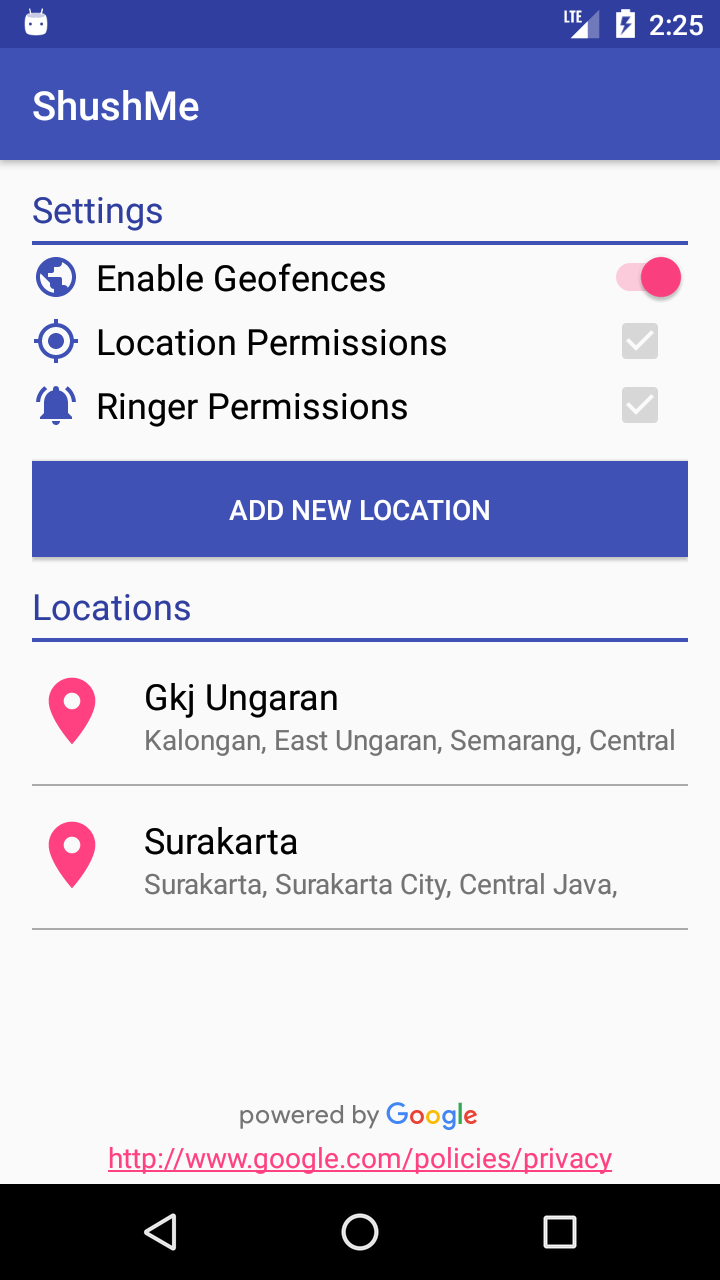 LTE 2:25
ShushMe
Settings
Enable Geofences
Location Permissions
Ringer Permissions
ADD NEW LOCATION
Locations
Gkj Ungaran
Kalongan, East Ungaran, Semarang, Central
Surakarta
Surakarta, Surakarta City, Central Java,
powered by Google
http://www.google.com/policies/privacy